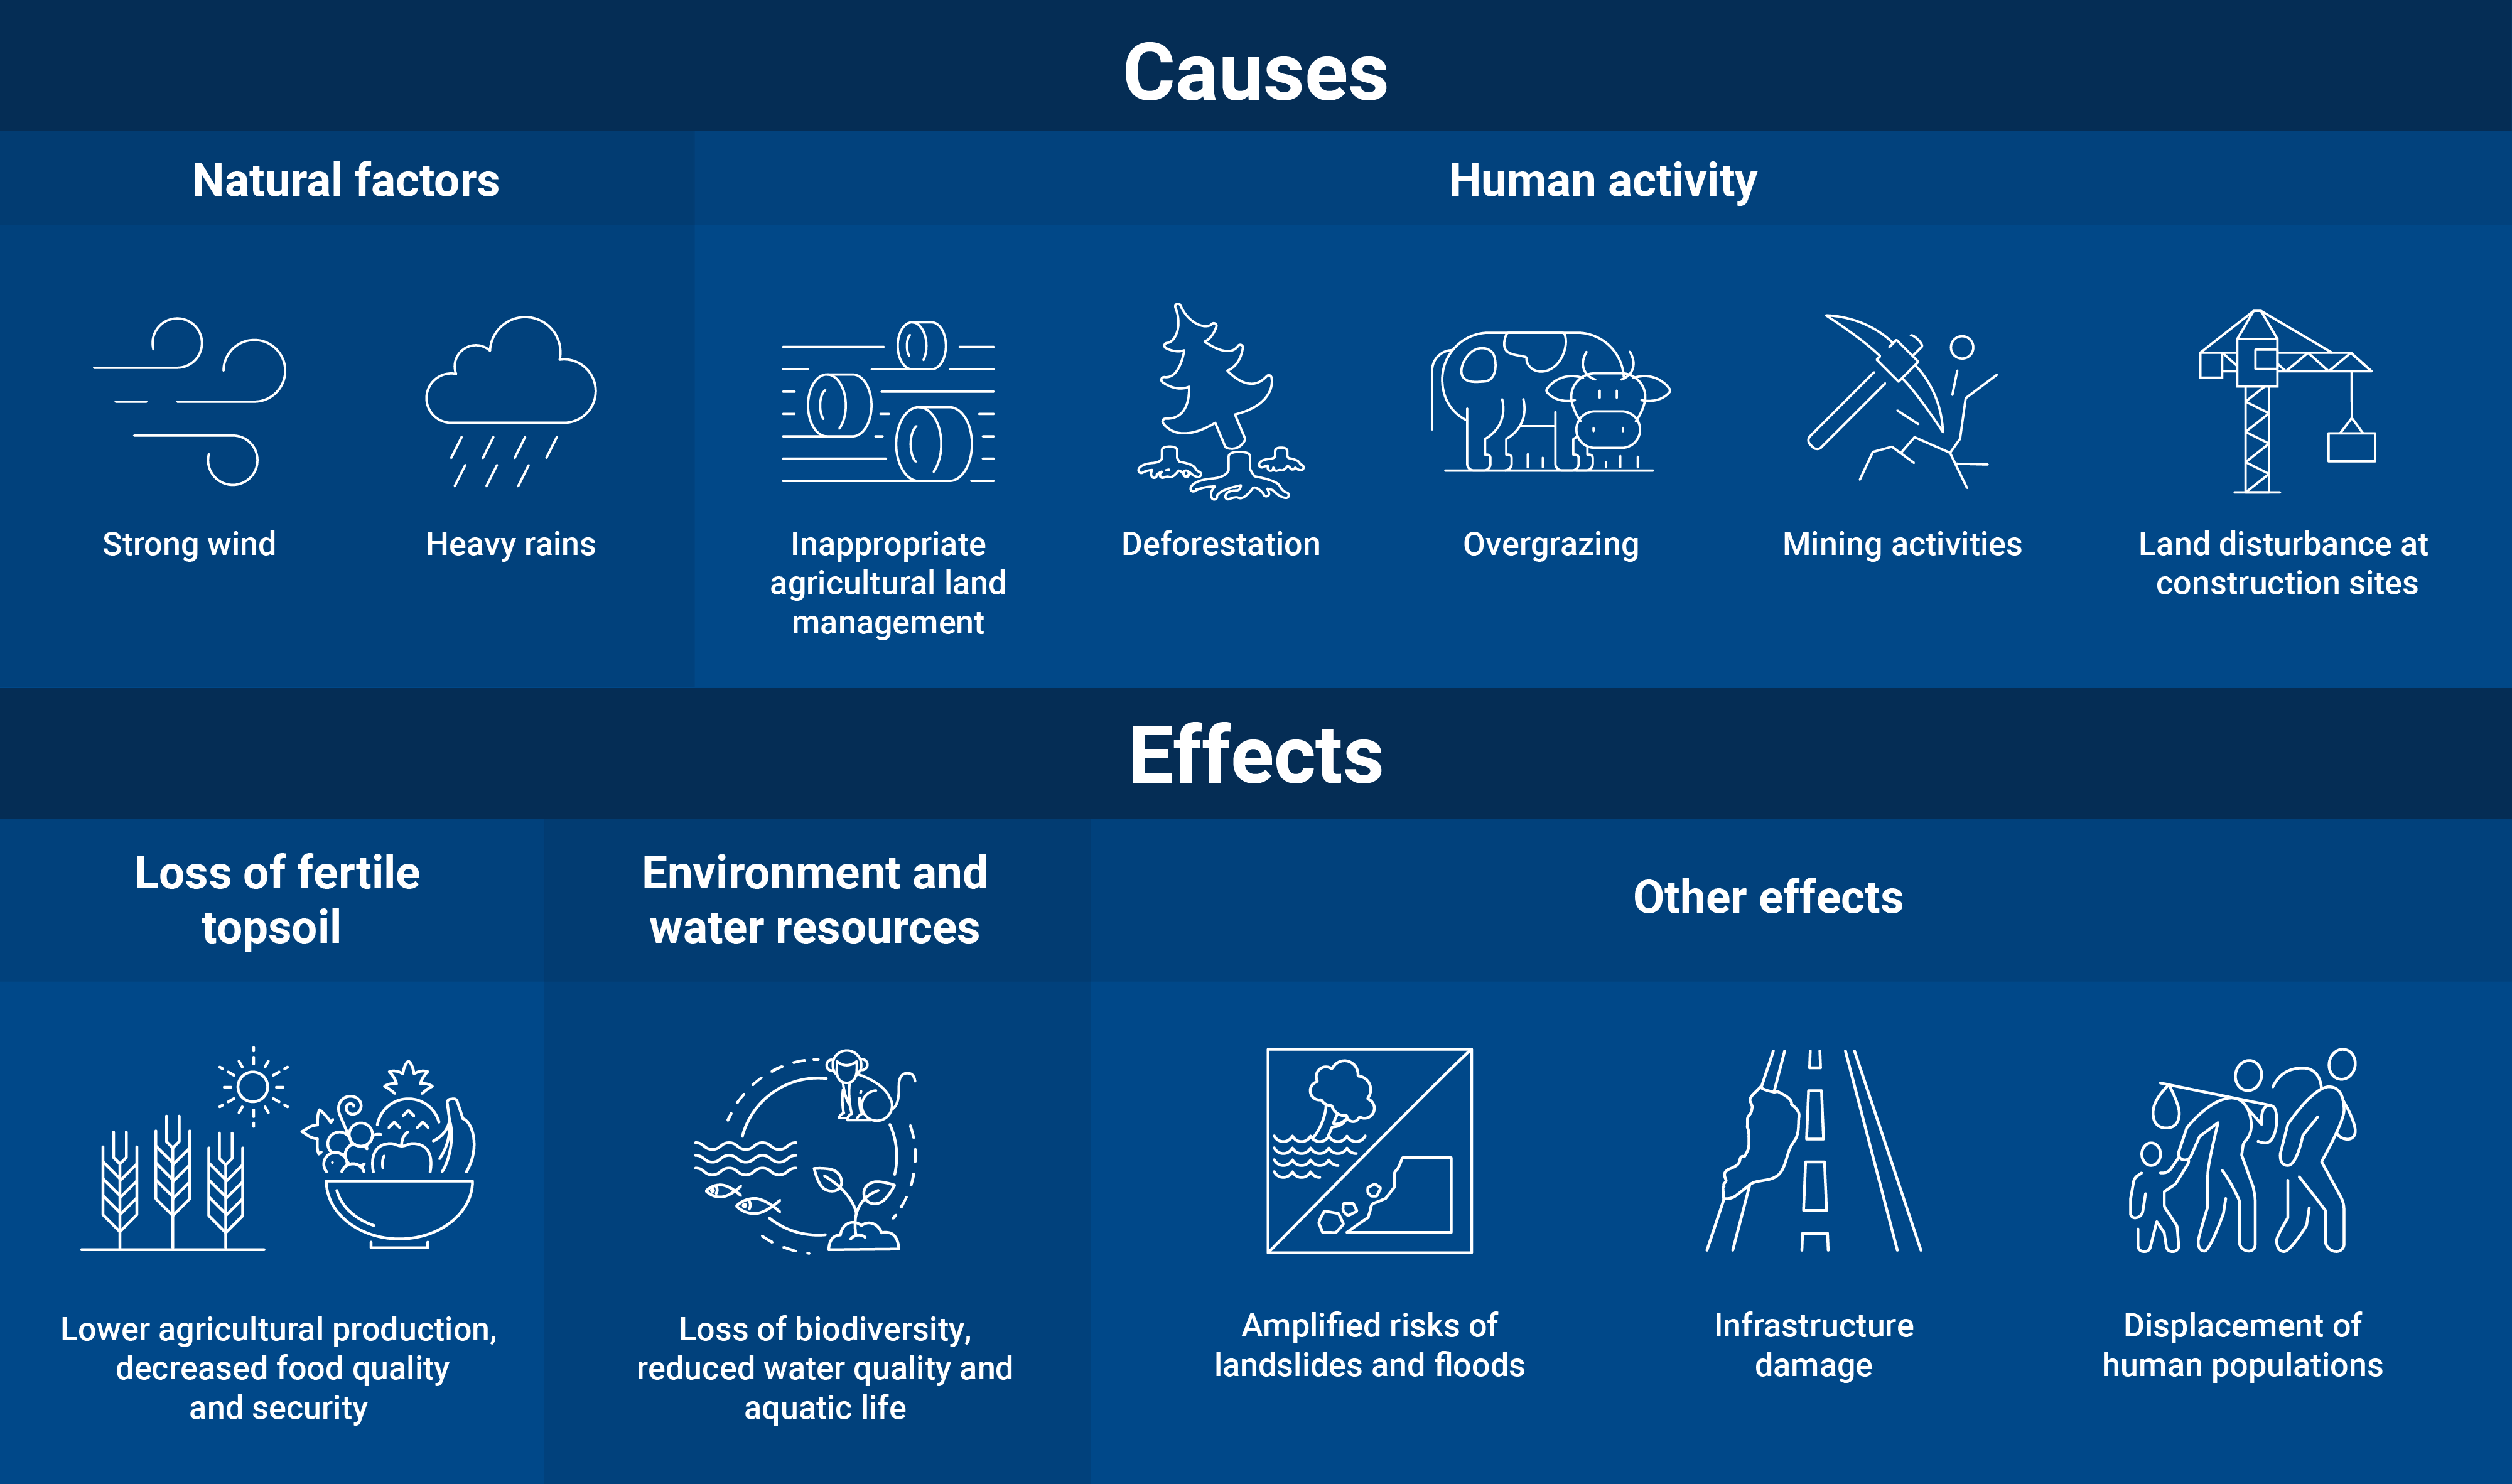 Causes
Natural factors
Human activity
Strong wind
Heavy rains
Inappropriate
agricultural land
management
Deforestation
Overgrazing
Mining activities
Land disturbance at
construction sites
Effects
Loss of fertile
topsoil
Environment and
water resources
Other effects
Lower agricultural production,
decreased food quality
and security
Loss of biodiversity,
reduced water quality and
aquatic life
Amplified risks of
landslides and floods
Infrastructure
damage
Displacement of
human populations